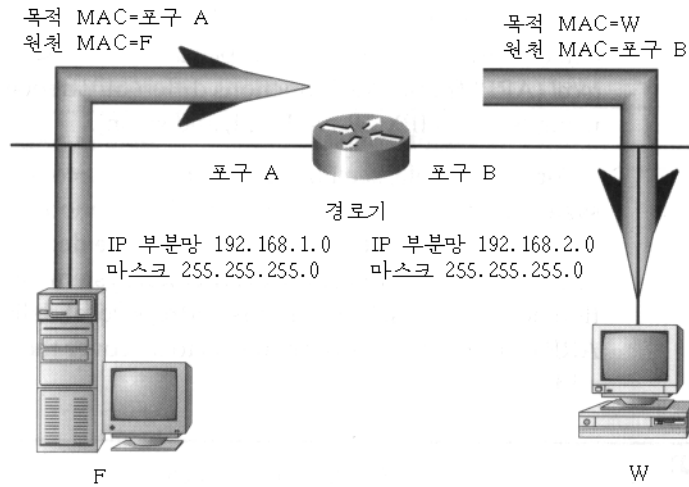 목적 MAC=포구 A
원천 MAC=F
목적 MAC=W
원천 MAC=포구 B
포구 A
포구 B
경로기
IP 부분망 192.168.1.0
마스크 255.255.255.0
IP 부분망 192.168.2.0
마스크 255.255.255.0
F
W